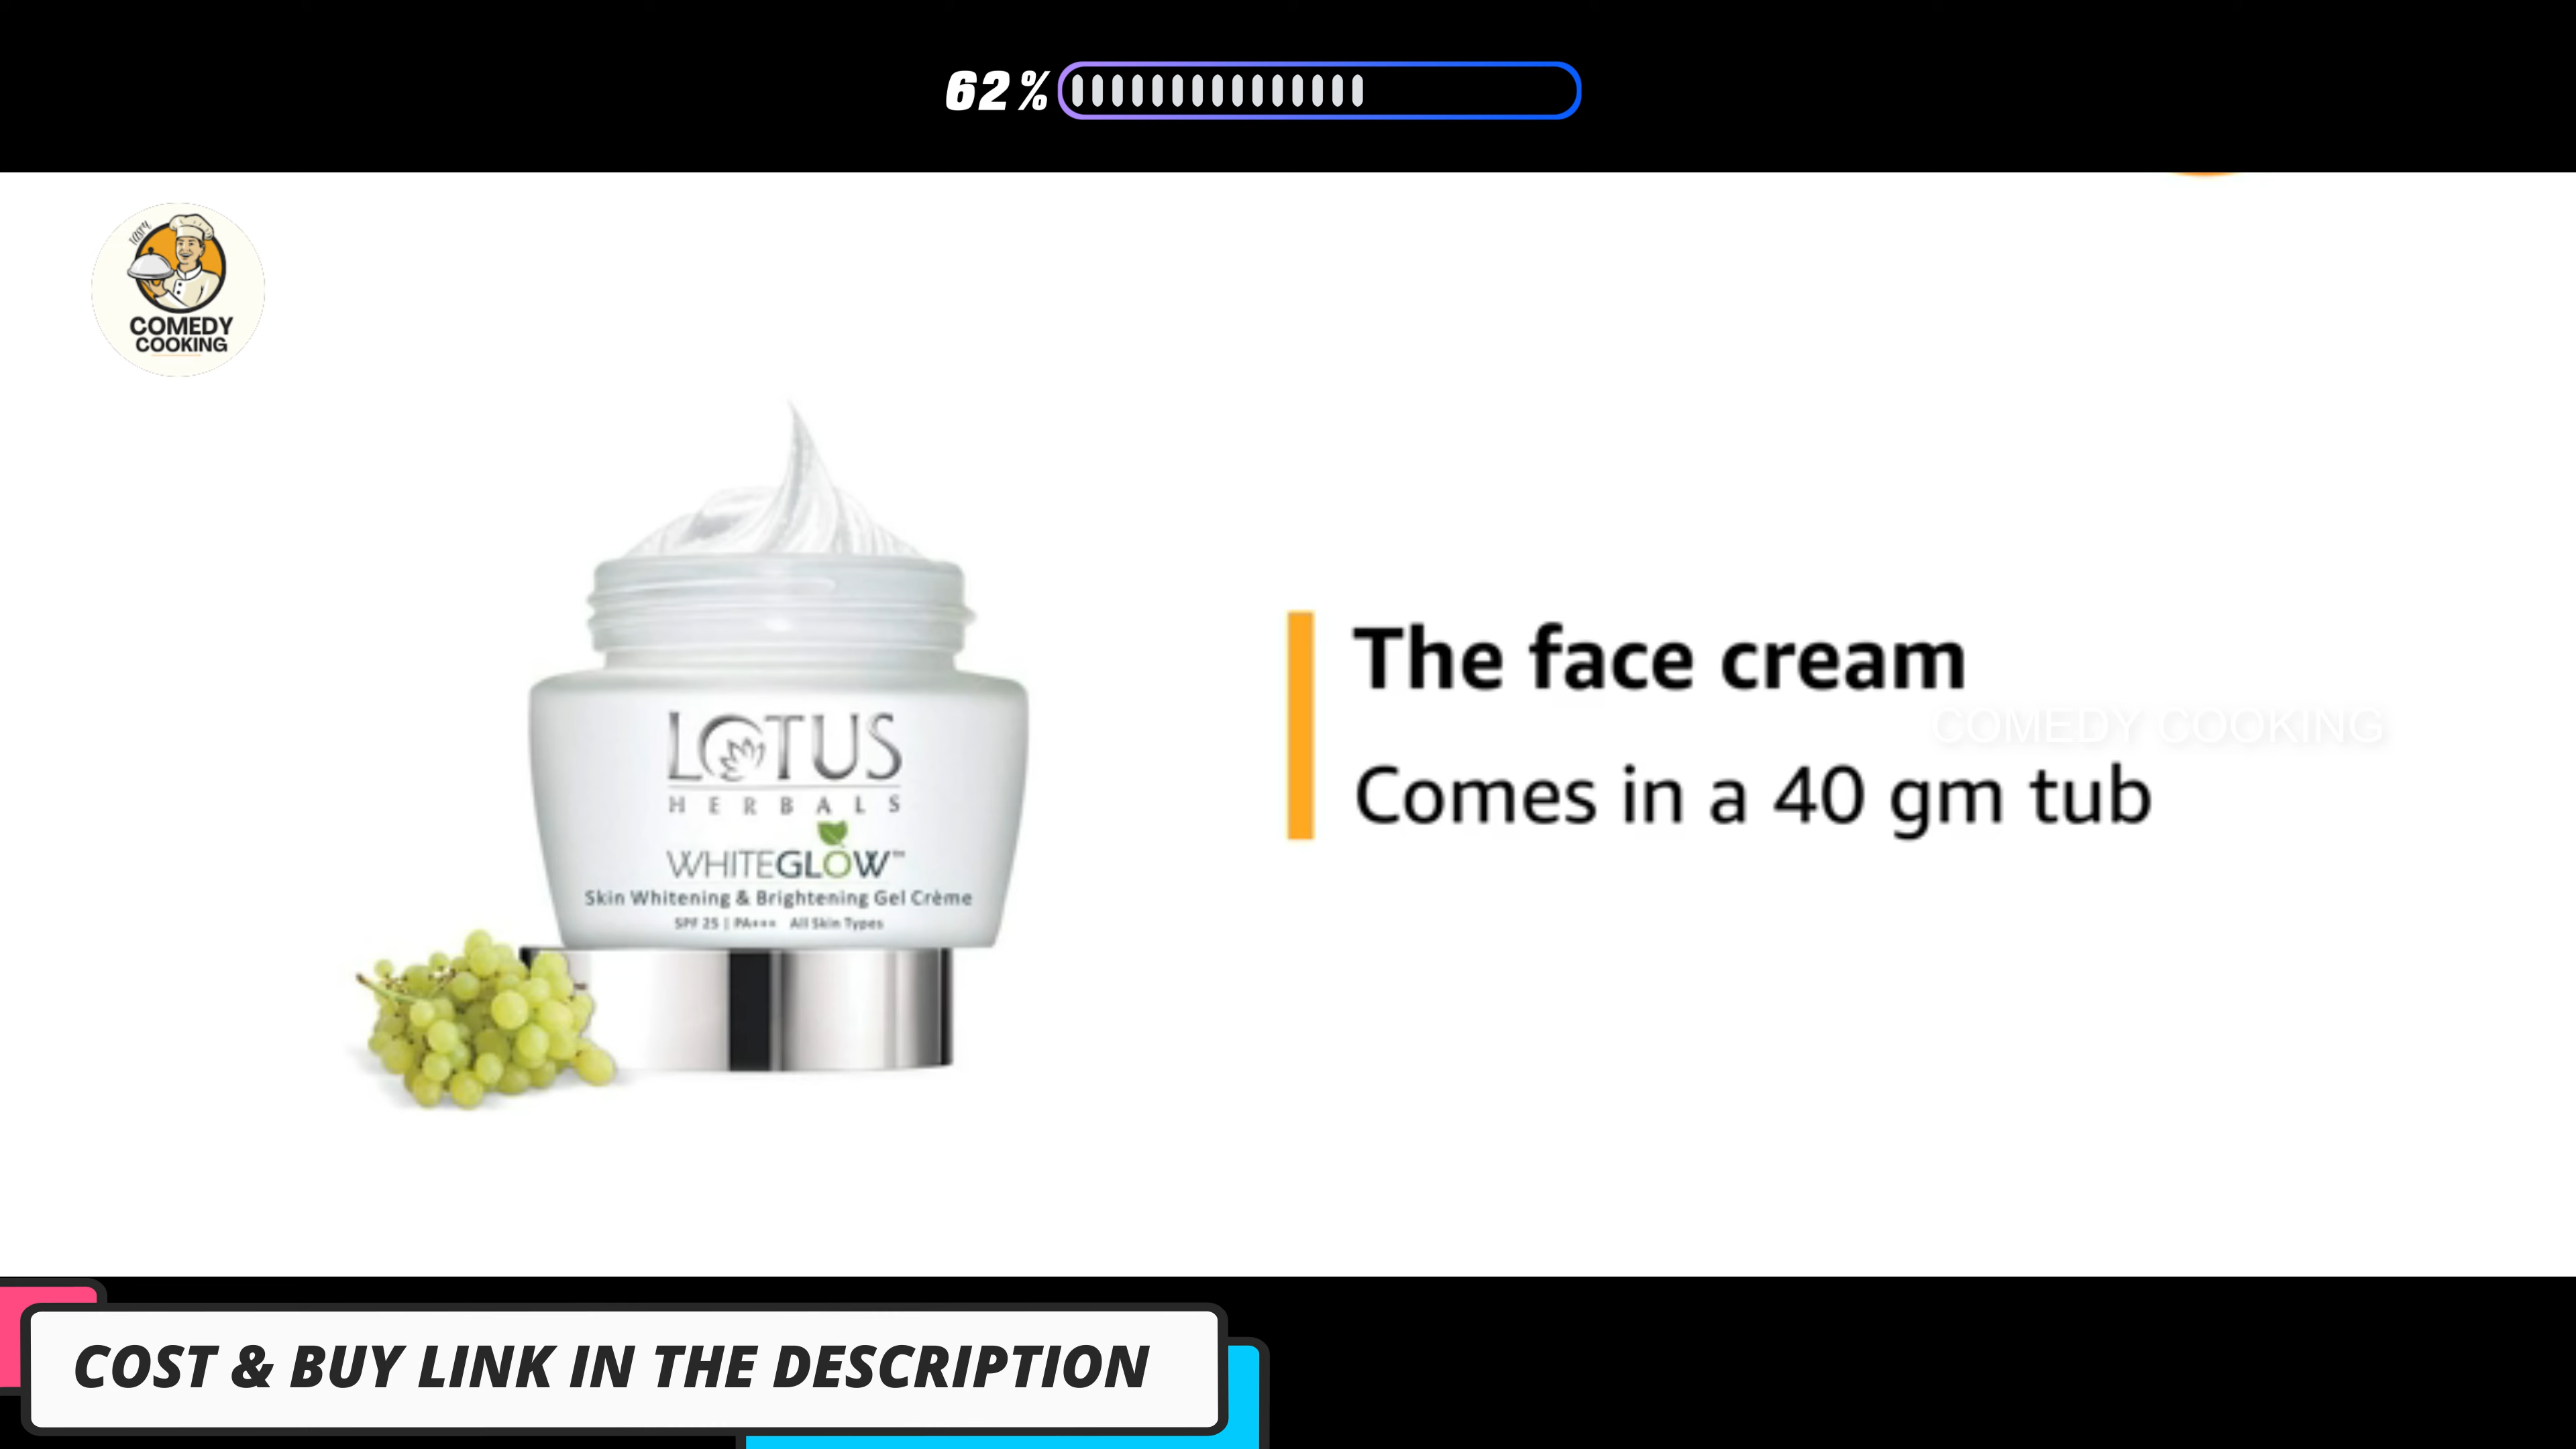 62%
TASTY
COMEDY
COOKING
The face cream
COMEDY COOKING
Comes in a 40 gm tub
LOTUS
HERBALS
WHITEGLOW™
Skin Whitening & Brightening Gel Crème
SPF 25 | PA+++ All Skin Types
COST & BUY LINK IN THE DESCRIPTION